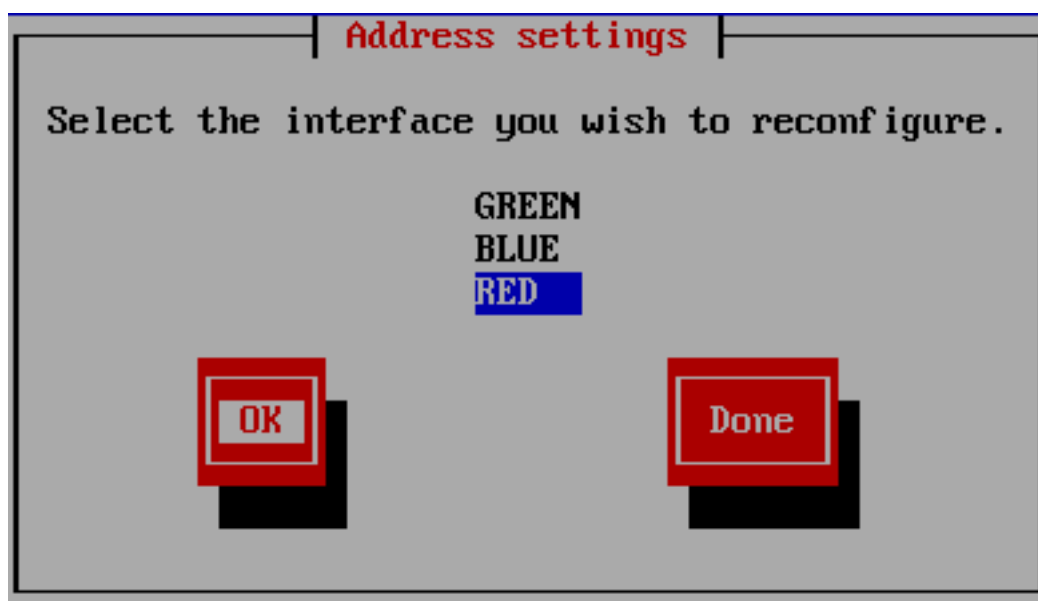 Address settings
Select the interface you wish to reconfigure.
GREEN
BLUE
RED
OK
Done